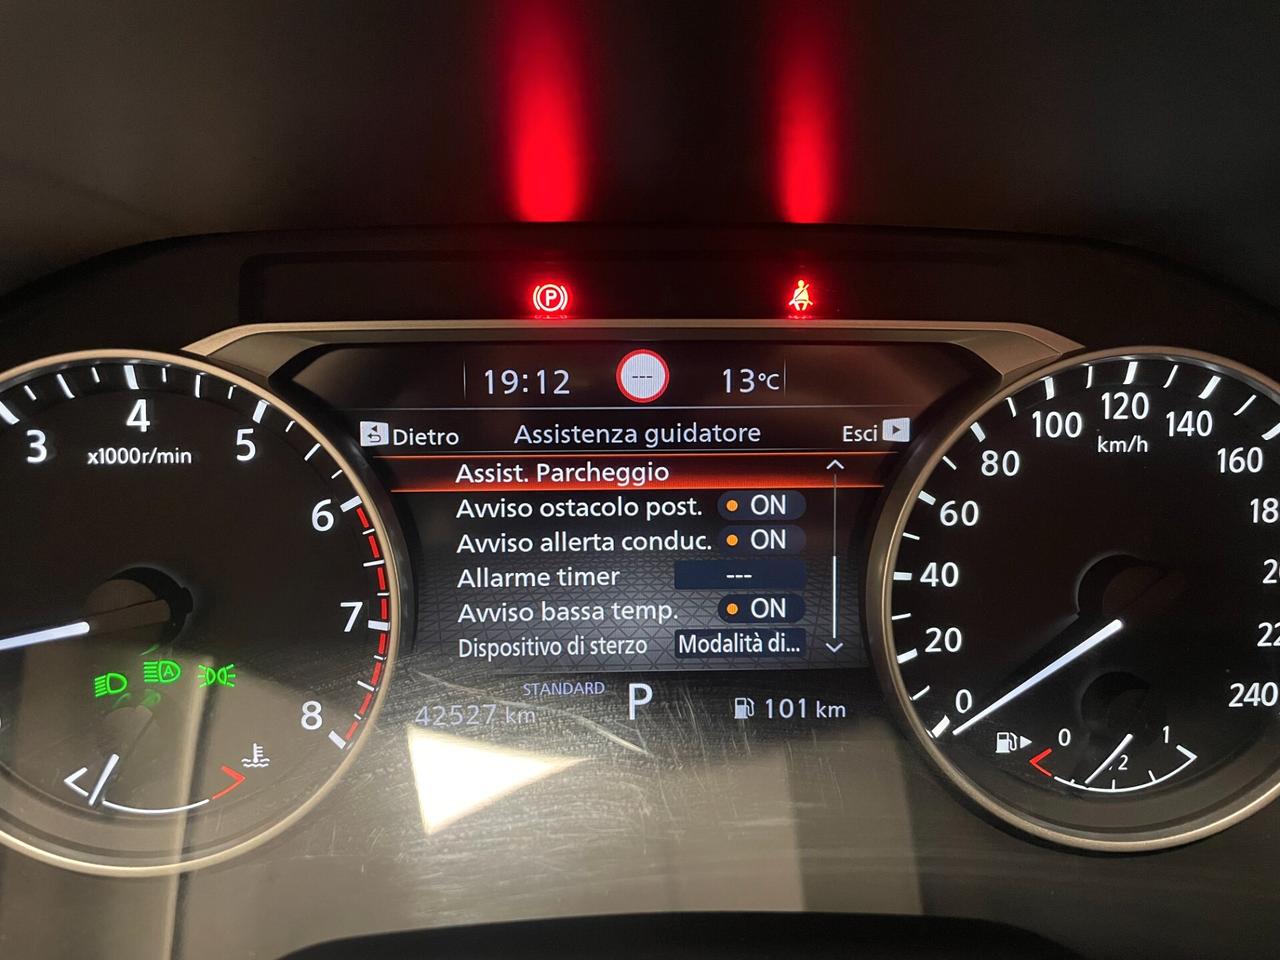 19:12 --- 13°C
Dietro Assistenza guidatore Esci
Assist. Parcheggio
Avviso ostacolo post. ON
Avviso allerta conduc. ON
Allarme timer ---
Avviso bassa temp. ON
Dispositivo di sterzo Modalità di...
STANDARD
42527 km P 101 km
3 4 5 6 7 8
x1000r/min
0 20 40 60 80 100 120 140 160
240
km/h
0 1
P
A